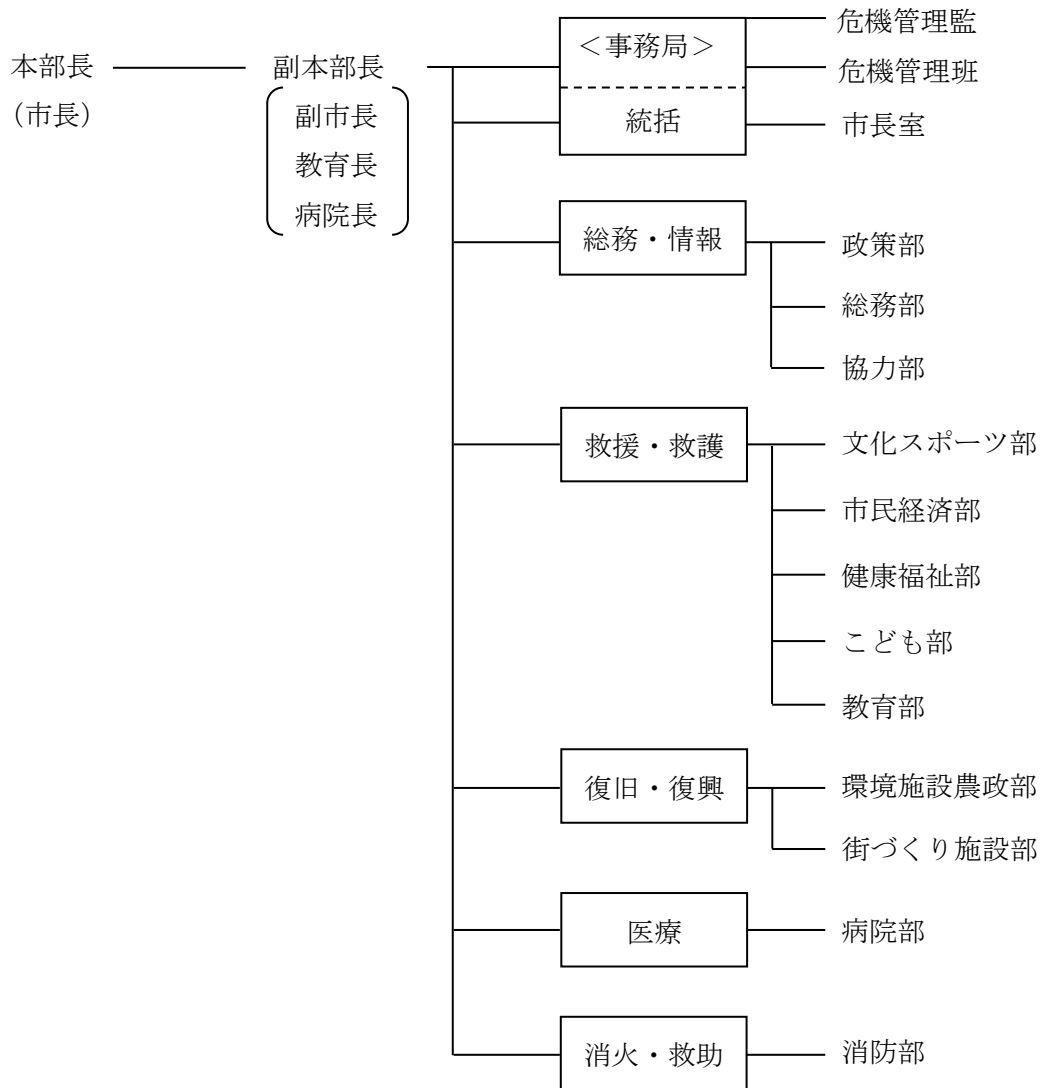 本部長
(市長)
副本部長
副市長
教育長
病院長
＜事務局＞
統括
危機管理監
危機管理班
市長室
総務・情報
政策部
総務部
協力部
救援・救護
文化スポーツ部
市民経済部
健康福祉部
こども部
教育部
復旧・復興
環境施設農政部
街づくり施設部
医療
病院部
消火・救助
消防部